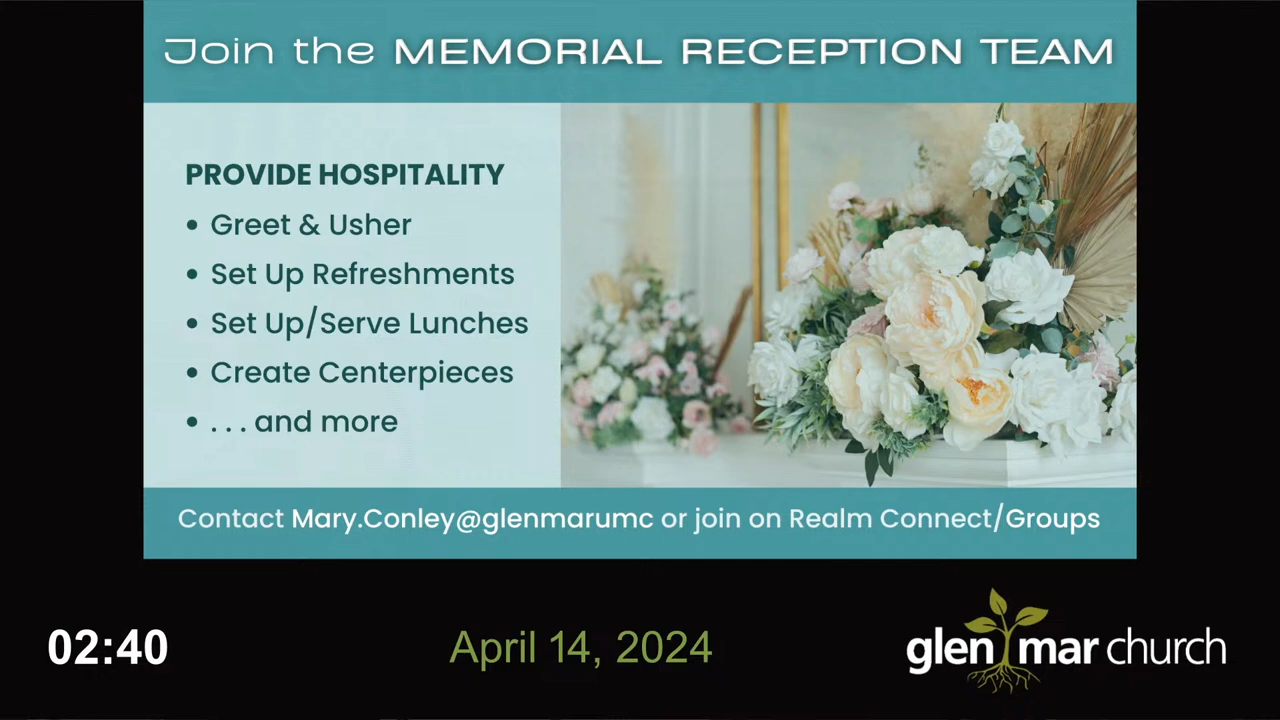 Join the MEMORIAL RECEPTION TEAM
PROVIDE HOSPITALITY
• Greet & Usher
• Set Up Refreshments
• Set Up/Serve Lunches
• Create Centerpieces
• . . . and more
Contact Mary.Conley@glenmarumc or join on Realm Connect/Groups
02:40
April 14, 2024
glen mar church